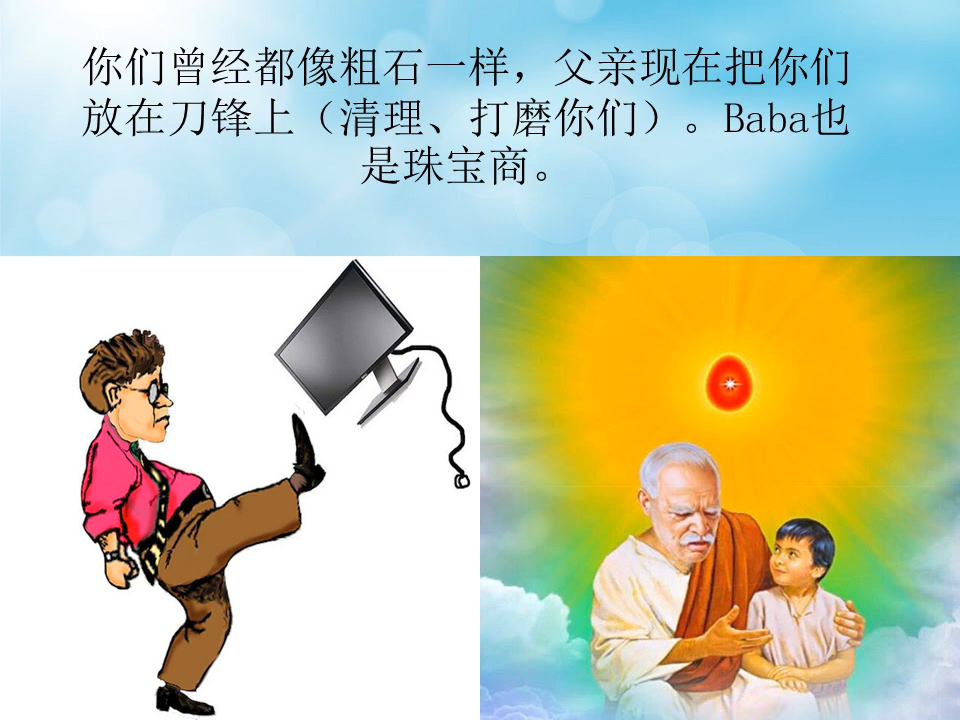 你们曾经都像粗石一样，父亲现在把你们
放在刀锋上（清理、打磨你们）。Baba也
是珠宝商。